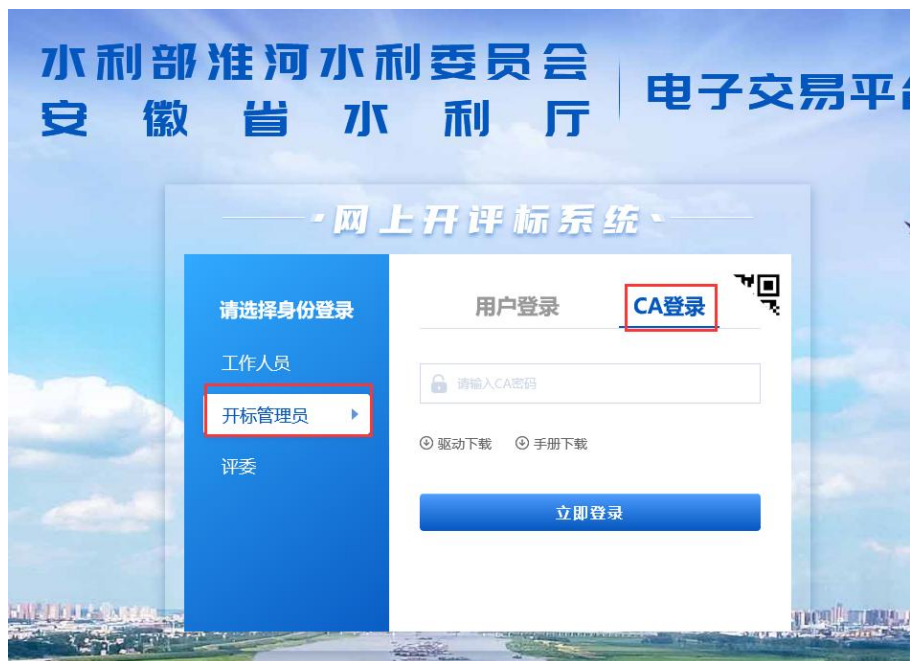 水利部淮河水利委员会
安徽省水利厅
电子交易平台
网上开评标系统
请选择身份登录
工作人员
开标管理员
评委
用户登录
CA登录
请输入CA密码
驱动下载 手册下载
立即登录